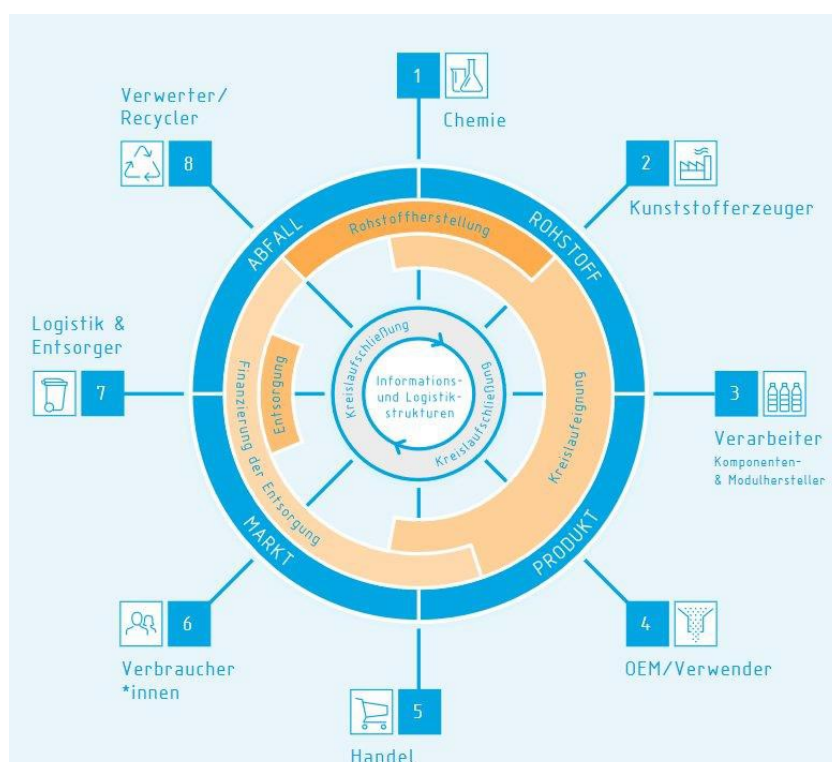 1
Chemie
2
Kunststofferzeuger
3
Verarbeiter
Komponenten-
& Modulhersteller
4
OEM/Verwender
5
Handel
6
Verbraucher
*innen
7
Logistik &
Entsorger
8
Verwerter/
Recycler
ROHSTOFF
PRODUKT
MARKT
ABFALL
Rohstoffherstellung
Kreislaufeignung
Finanzierung der Entsorgung
Entsorgung
Kreislaufschließung
Kreislaufschließung
Informations-
und Logistik-
strukturen